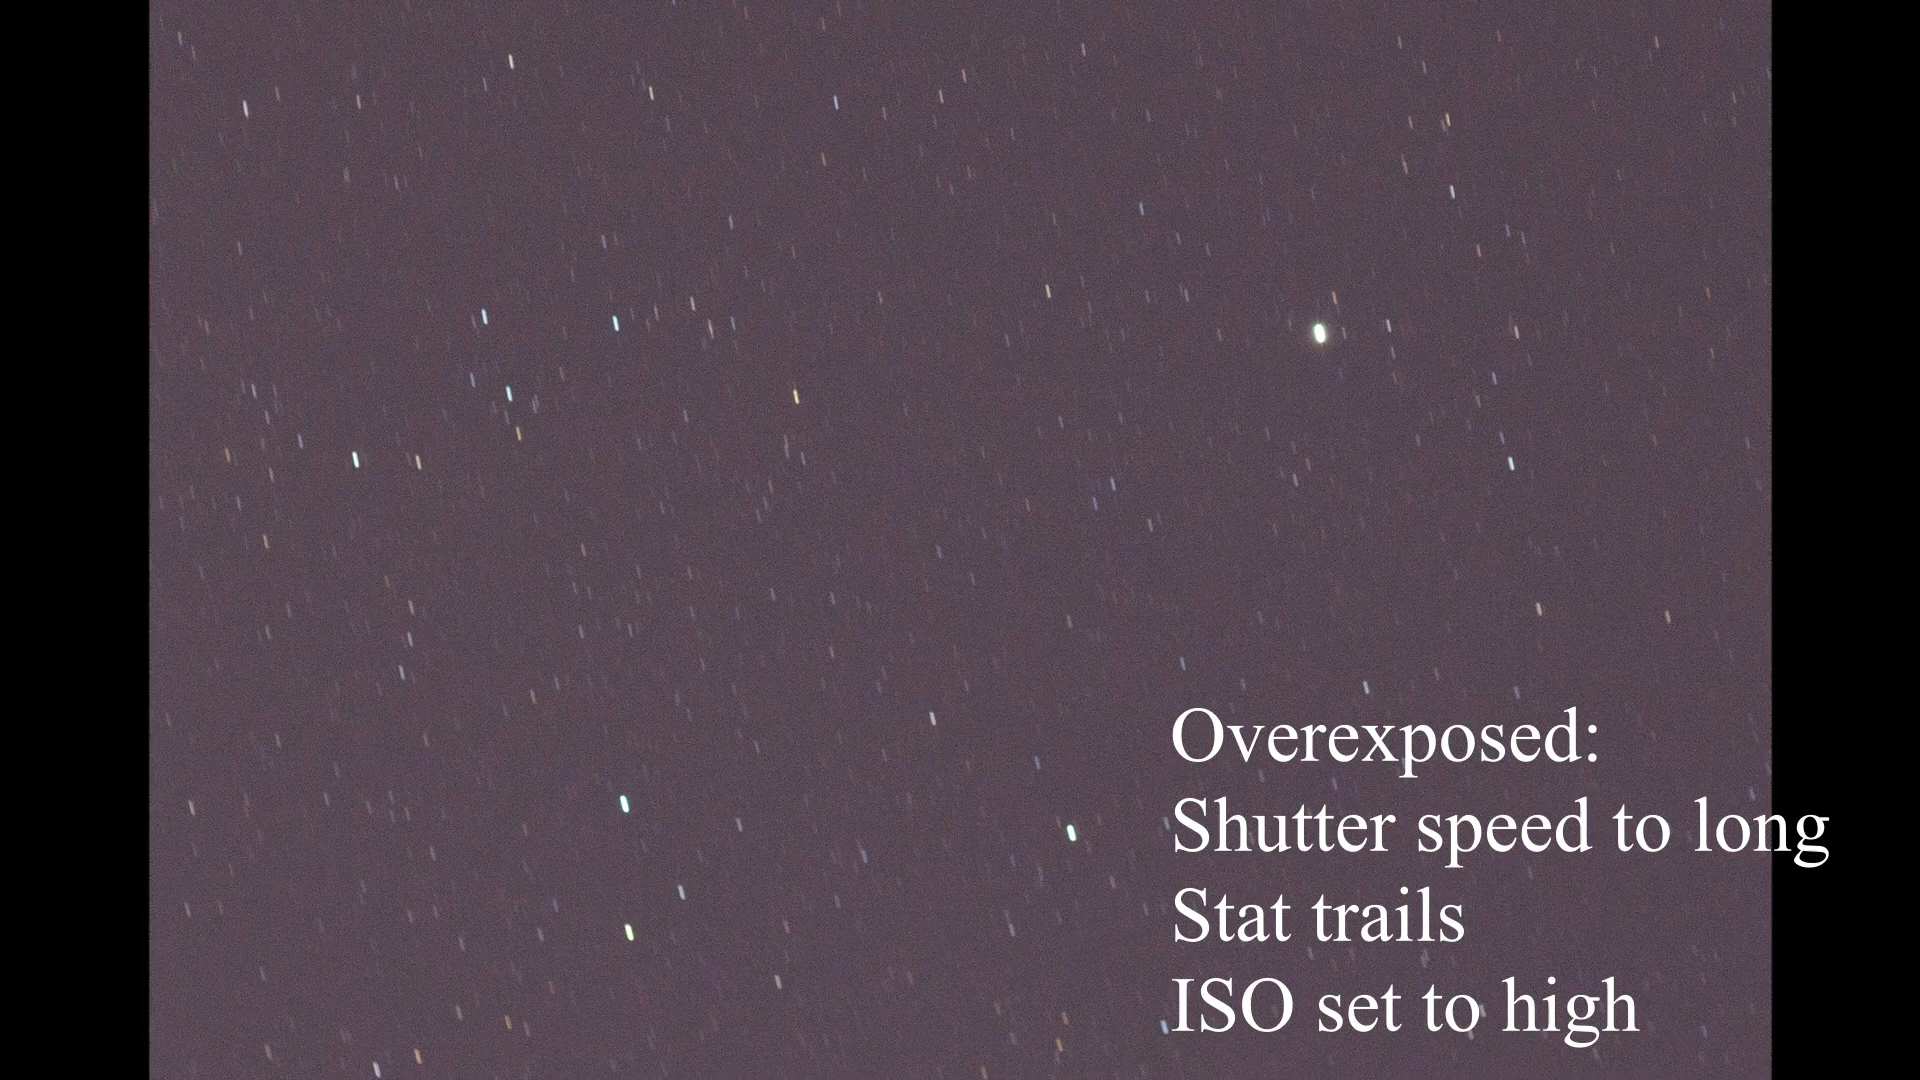 Overexposed:
Shutter speed to long
Stat trails
ISO set to high